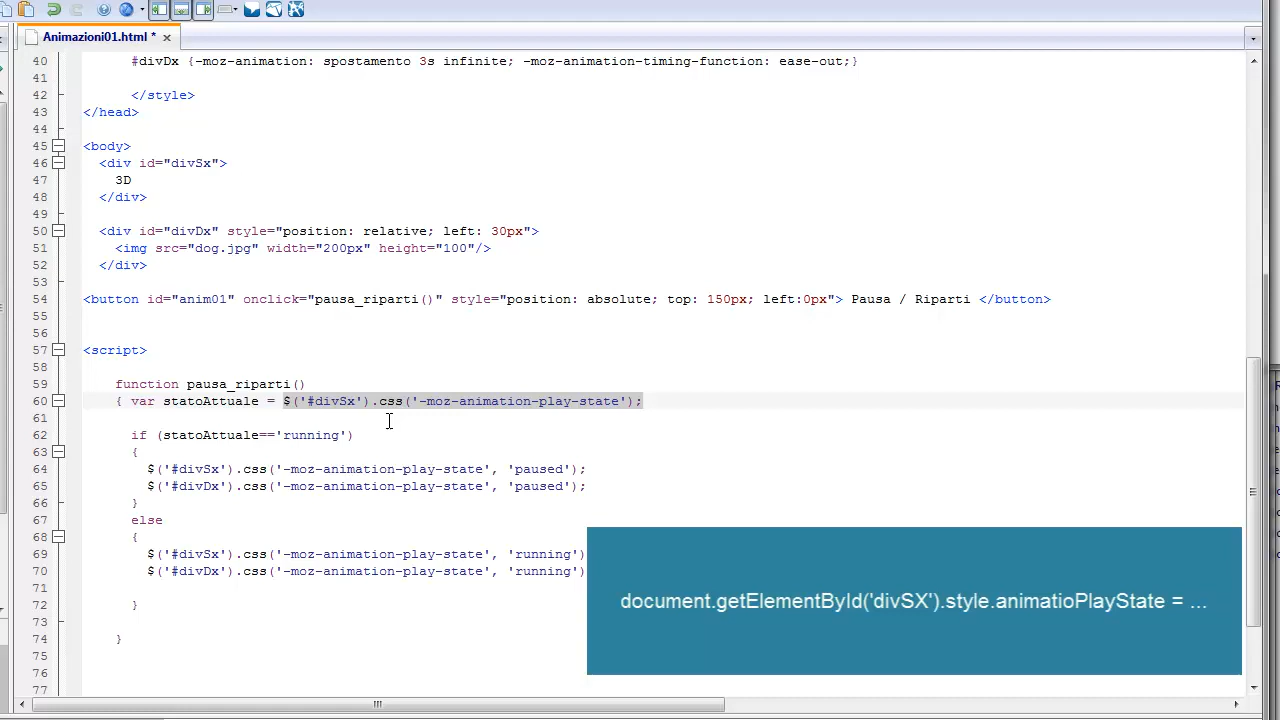 Animazioni01.html *
40 #divDx {-moz-animation: spostamento 3s infinite; -moz-animation-timing-function: ease-out;}
41
42 </style>
43 </head>
44
45 <body>
46 <div id="divSx">
47 3D
48 </div>
49
50 <div id="divDx" style="position: relative; left: 30px">
51 <img src="dog.jpg" width="200px" height="100"/>
52 </div>
53
54 <button id="anim01" onclick="pausa_riparti()" style="position: absolute; top: 150px; left:0px"> Pausa / Riparti </button>
55
56
57 <script>
58
59 function pausa_riparti()
60 { var statoAttuale = $('#divSx').css('-moz-animation-play-state');
61
62 if (statoAttuale=='running')
63 {
64 $('#divSx').css('-moz-animation-play-state', 'paused');
65 $('#divDx').css('-moz-animation-play-state', 'paused');
66 }
67 else
68 {
69 $('#divSx').css('-moz-animation-play-state', 'running')
70 $('#divDx').css('-moz-animation-play-state', 'running')
71
72 }
73
74 }
75
76
77
document.getElementById('divSX').style.animatioPlayState = ...